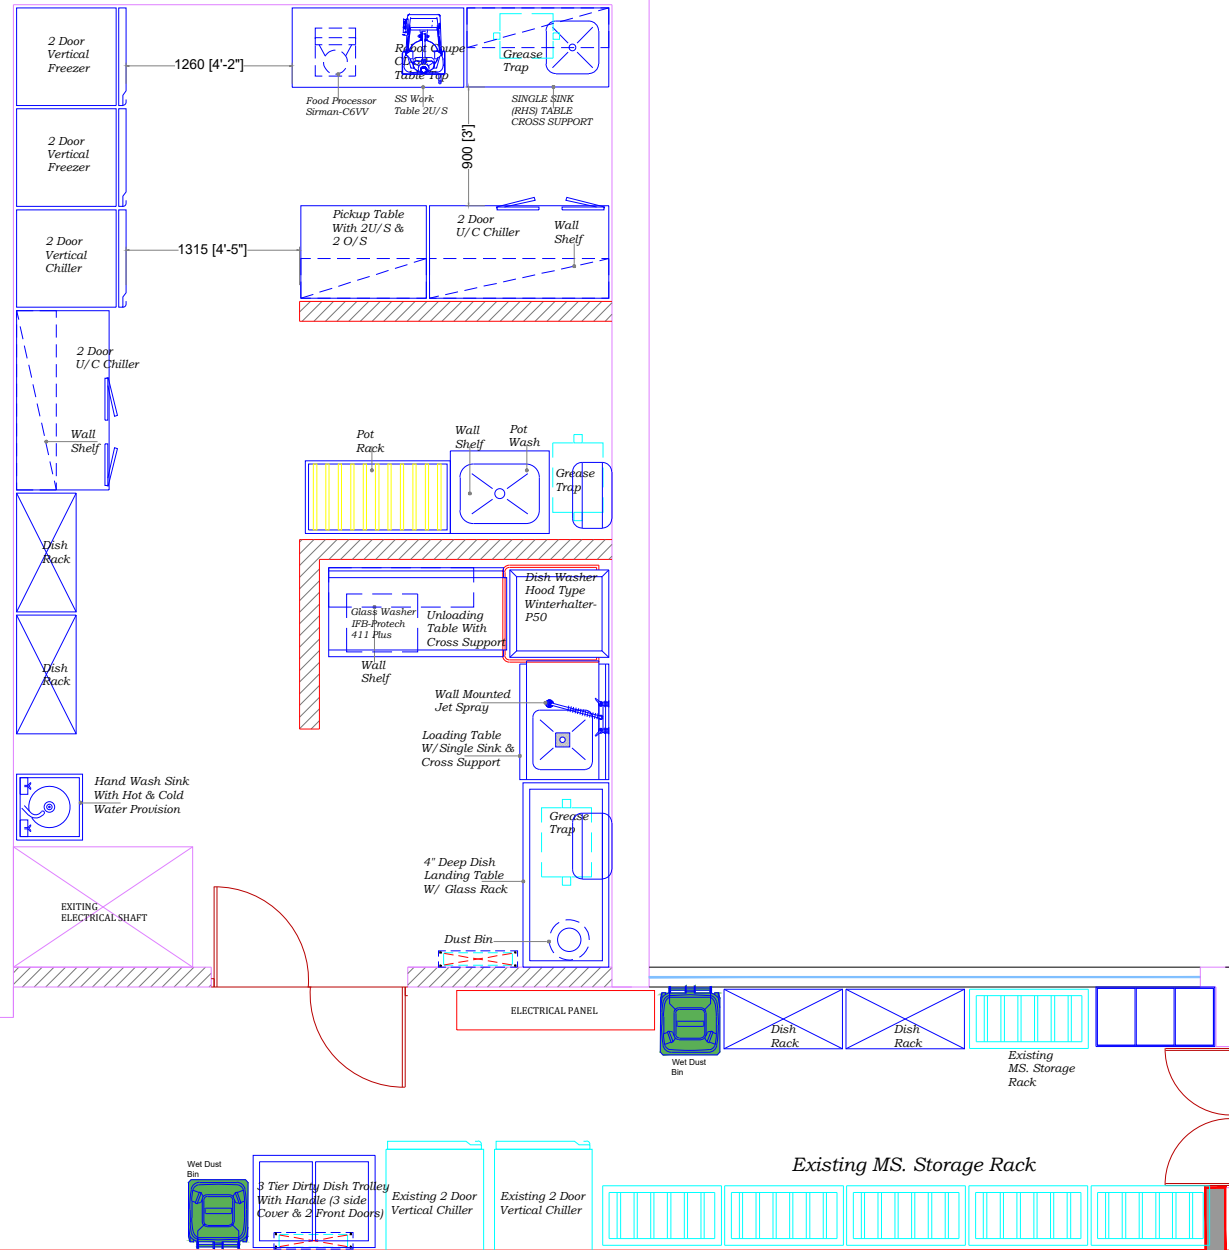 2 Door
Vertical
Freezer
1260 [4'-2"]
Robot Coupe
Table Top
Grease
Trap
Food Processor
Sirman-C6VV
SS Work
Table 2U/S
SINGLE SINK
(RHS) TABLE
CROSS SUPPORT
2 Door
Vertical
Freezer
900 [3']
2 Door
Vertical
Chiller
1315 [4'-5"]
Pickup Table
With 2U/S &
2 O/S
2 Door
U/C Chiller
Wall
Shelf
2 Door
U/C Chiller
Wall
Shelf
Pot
Rack
Wall
Shelf
Pot
Wash
Grease
Trap
Dish
Rack
Dish
Rack
Glass Washer
IFB-Protech
411 Plus
Unloading
Table With
Cross Support
Dish Washer
Hood Type
Winterhalter-
P50
Wall
Shelf
Wall Mounted
Jet Spray
Loading Table
W/Single Sink &
Cross Support
Hand Wash Sink
With Hot & Cold
Water Provision
Grease
Trap
4" Deep Dish
Landing Table
W/ Glass Rack
EXITING
ELECTRICAL SHAFT
Dust Bin
ELECTRICAL PANEL
Wet Dust
Bin
Dish
Rack
Dish
Rack
Existing
MS. Storage
Rack
Wet Dust
Bin
3 Tier Dirty Dish Trolley
With Handle (3 side
Cover & 2 Front Doors)
Existing 2 Door
Vertical Chiller
Existing 2 Door
Vertical Chiller
Existing MS. Storage Rack